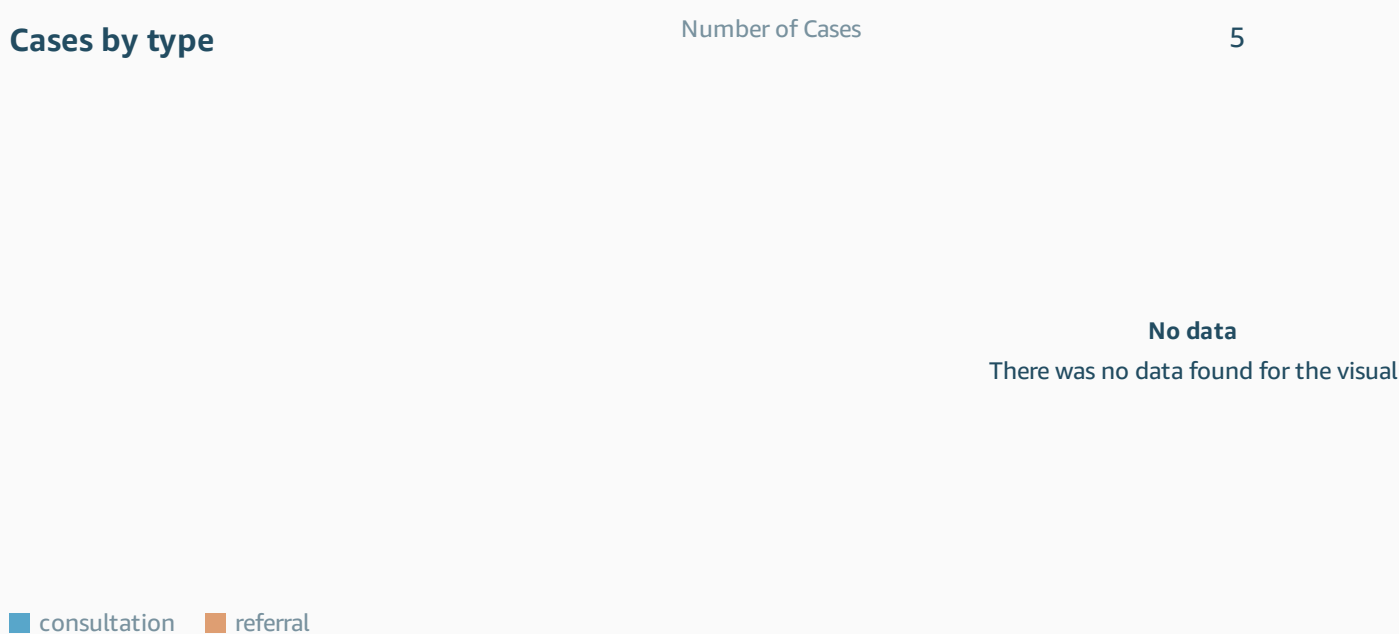 Cases by type
Number of Cases
5
No data
There was no data found for the visual
consultation
referral